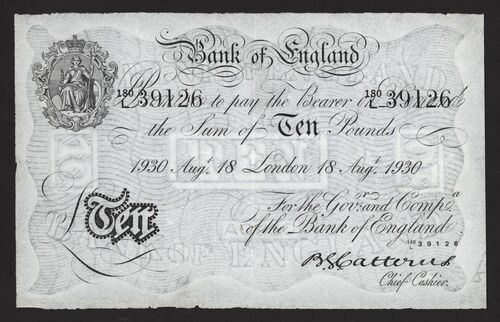 Bank of England
180/L 39126 180/L 39126
I Promise to pay the Bearer on Demand
the Sum of Ten Pounds
1930 Augt. 18 London 18 Augt. 1930
For the Govr. and Compa.
of the Bank of England
Ten
180/L 39126
B G Catterns
Chief Cashier.